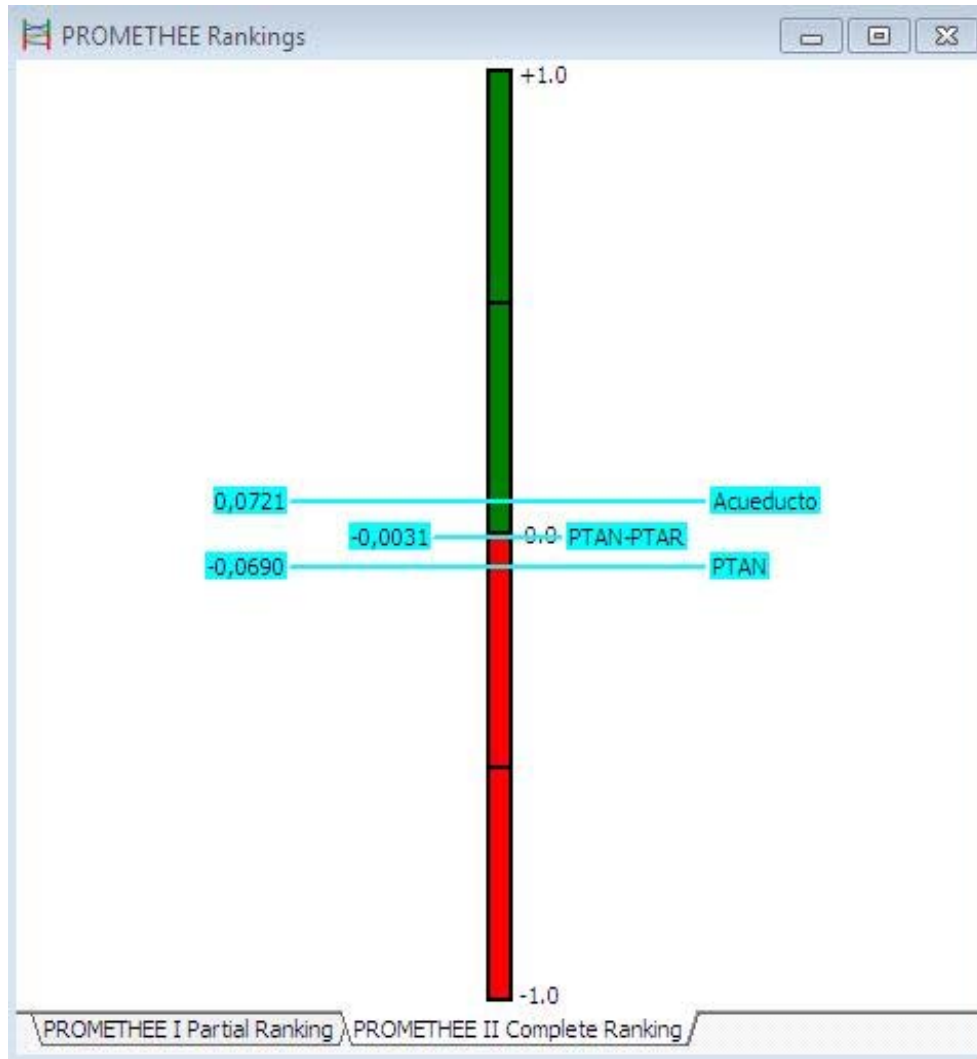 PROMETHEE Rankings
+1.0
0,0721 Acueducto
-0,0031 0.0 PTAN-PTAR
-0,0690 PTAN
-1.0
PROMETHEE I Partial Ranking PROMETHEE II Complete Ranking